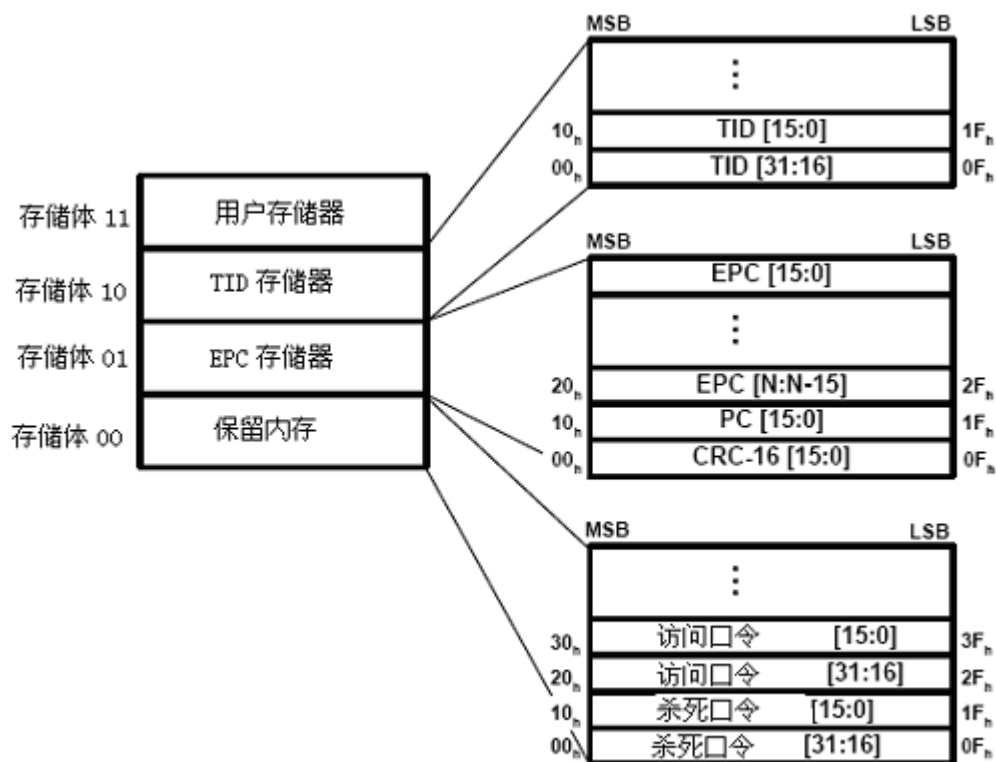 MSB LSB
⋮
10h TID [15:0] 1Fh
00h TID [31:16] 0Fh
存储体 11 用户存储器
存储体 10 TID 存储器
存储体 01 EPC 存储器
存储体 00 保留内存
MSB LSB
EPC [15:0]
⋮
20h EPC [N:N-15] 2Fh
10h PC [15:0] 1Fh
00h CRC-16 [15:0] 0Fh
MSB LSB
⋮
30h 访问口令 [15:0] 3Fh
20h 访问口令 [31:16] 2Fh
10h 杀死口令 [15:0] 1Fh
00h 杀死口令 [31:16] 0Fh